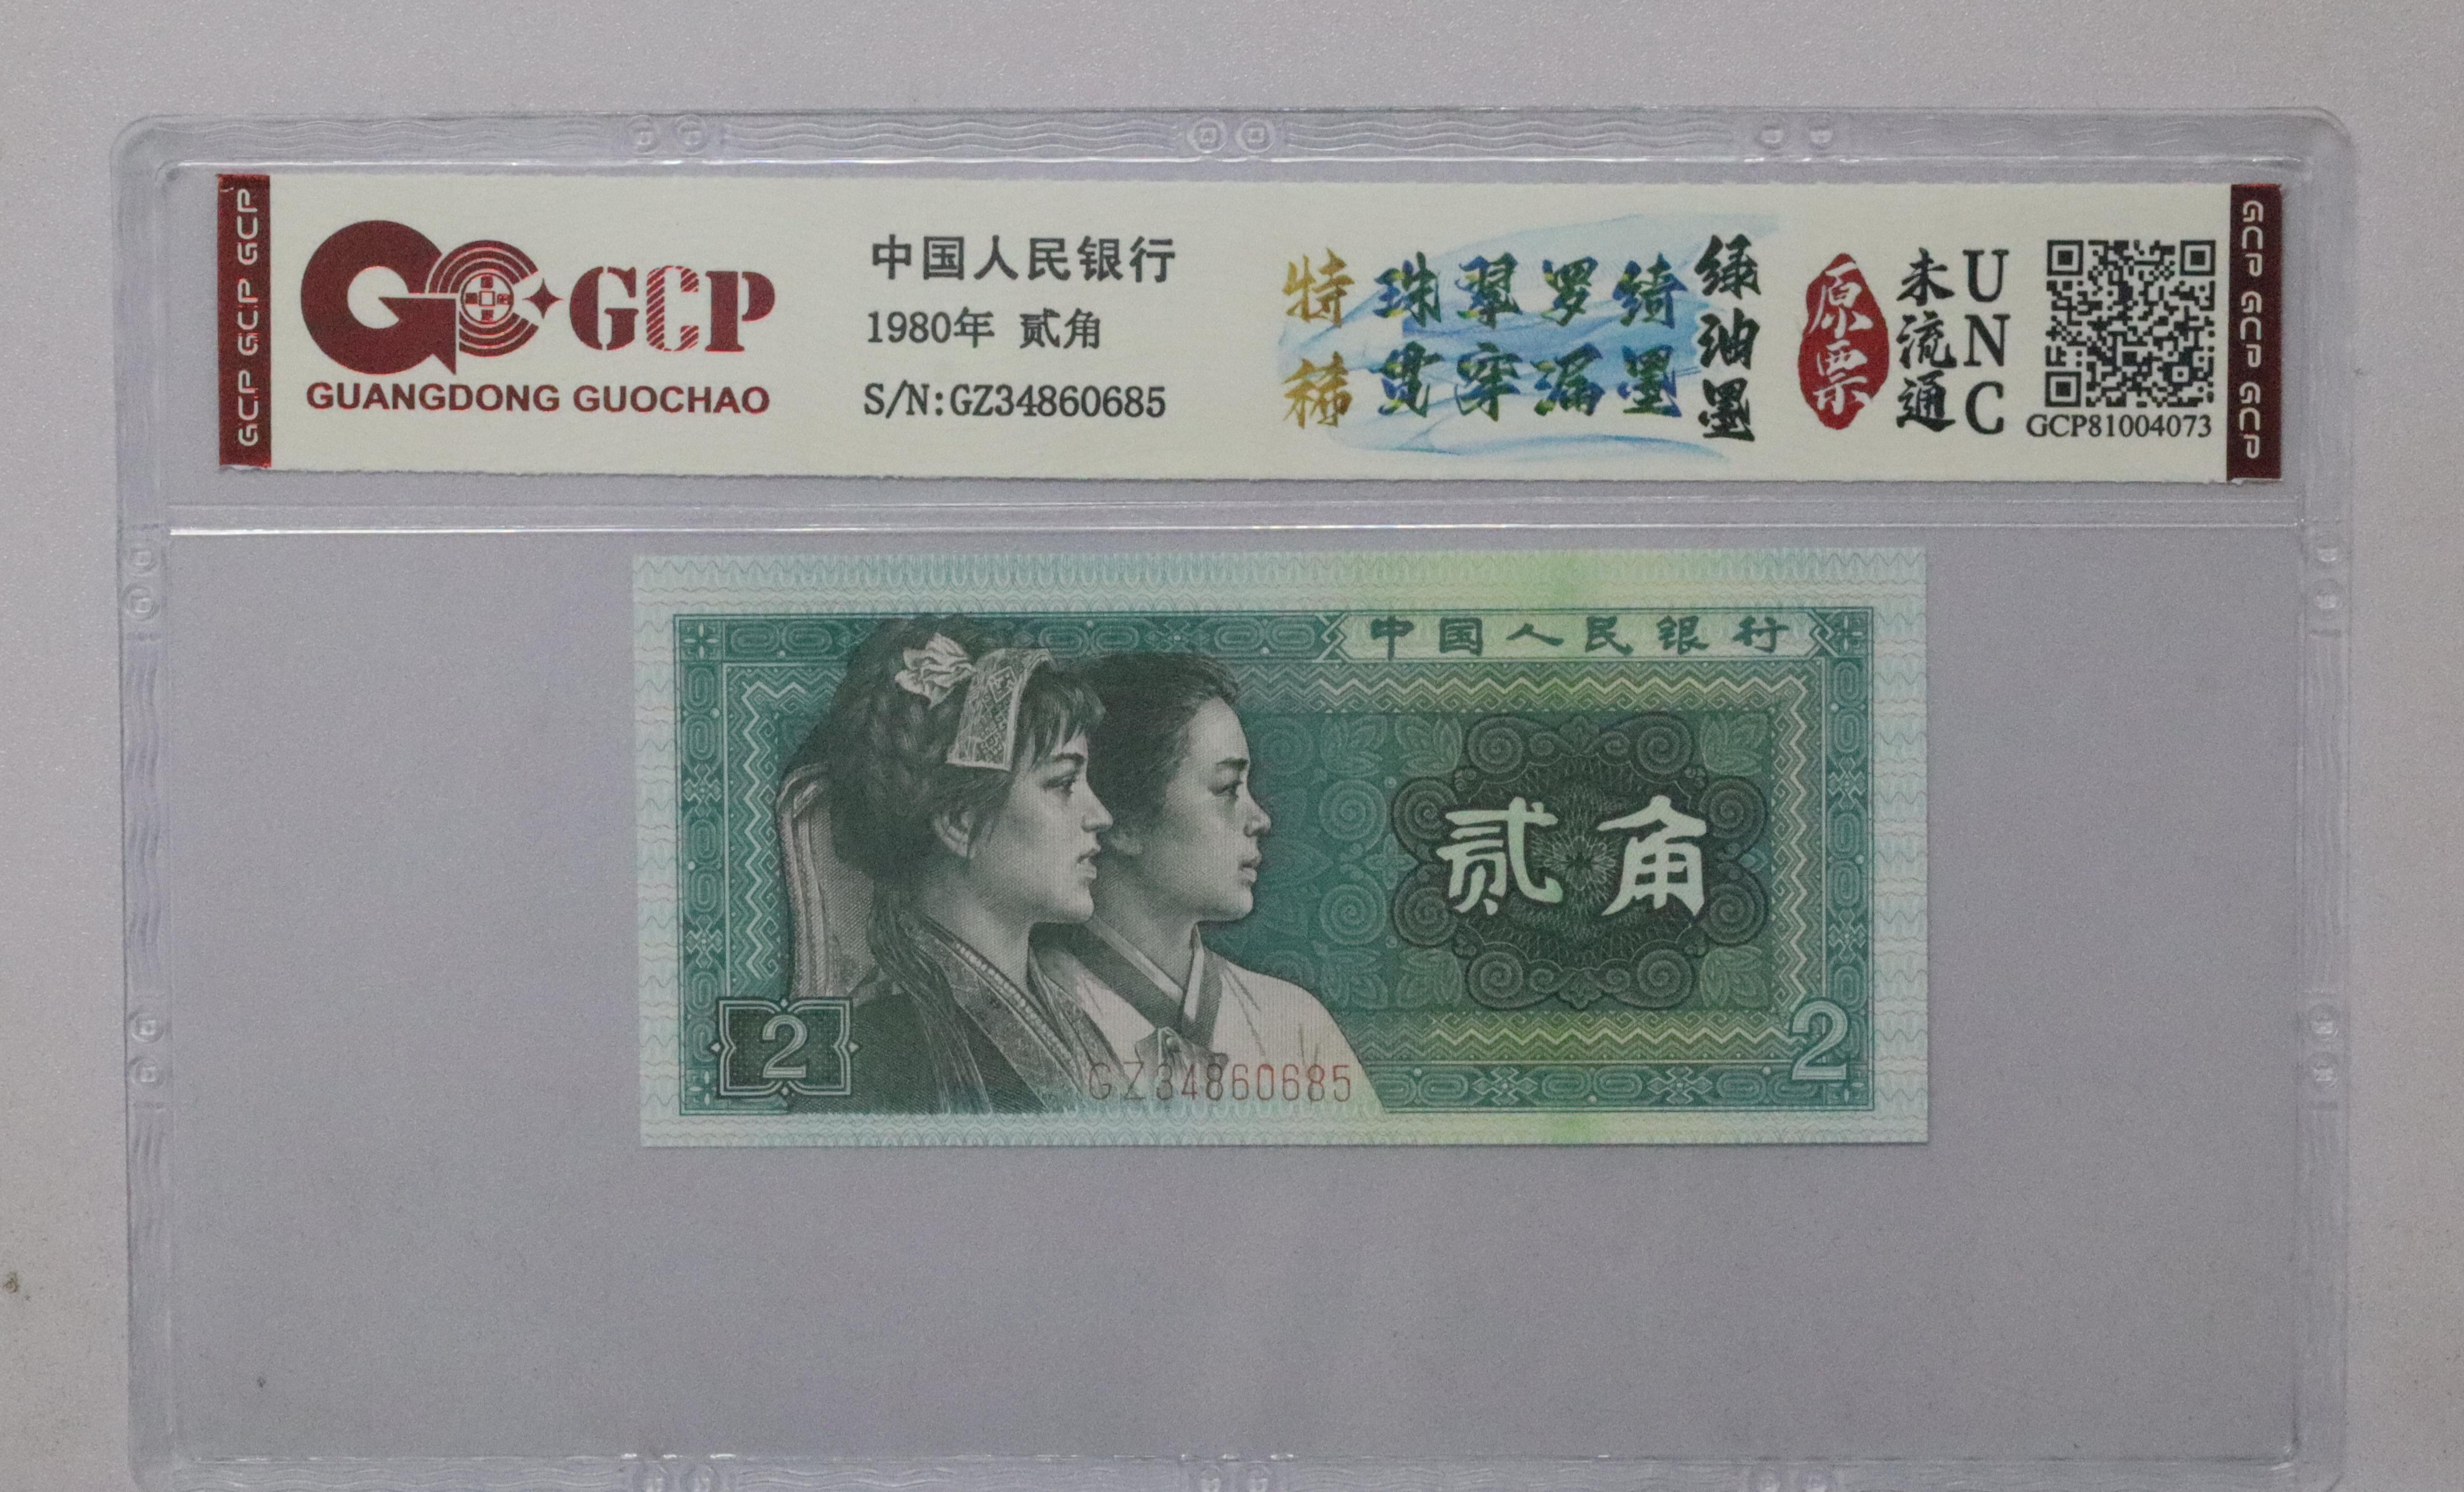 GCP GCP GCP
GCP
GUANGDONG GUOCHAO
中国人民银行
1980年 贰角
S/N:GZ34860685
特稀
珠翠罗绮
贯穿漏墨
绿油墨
原票
未流通
UNC
GCP81004073
GCP GCP GCP
中国人民银行
贰角
2
2
GZ34860685